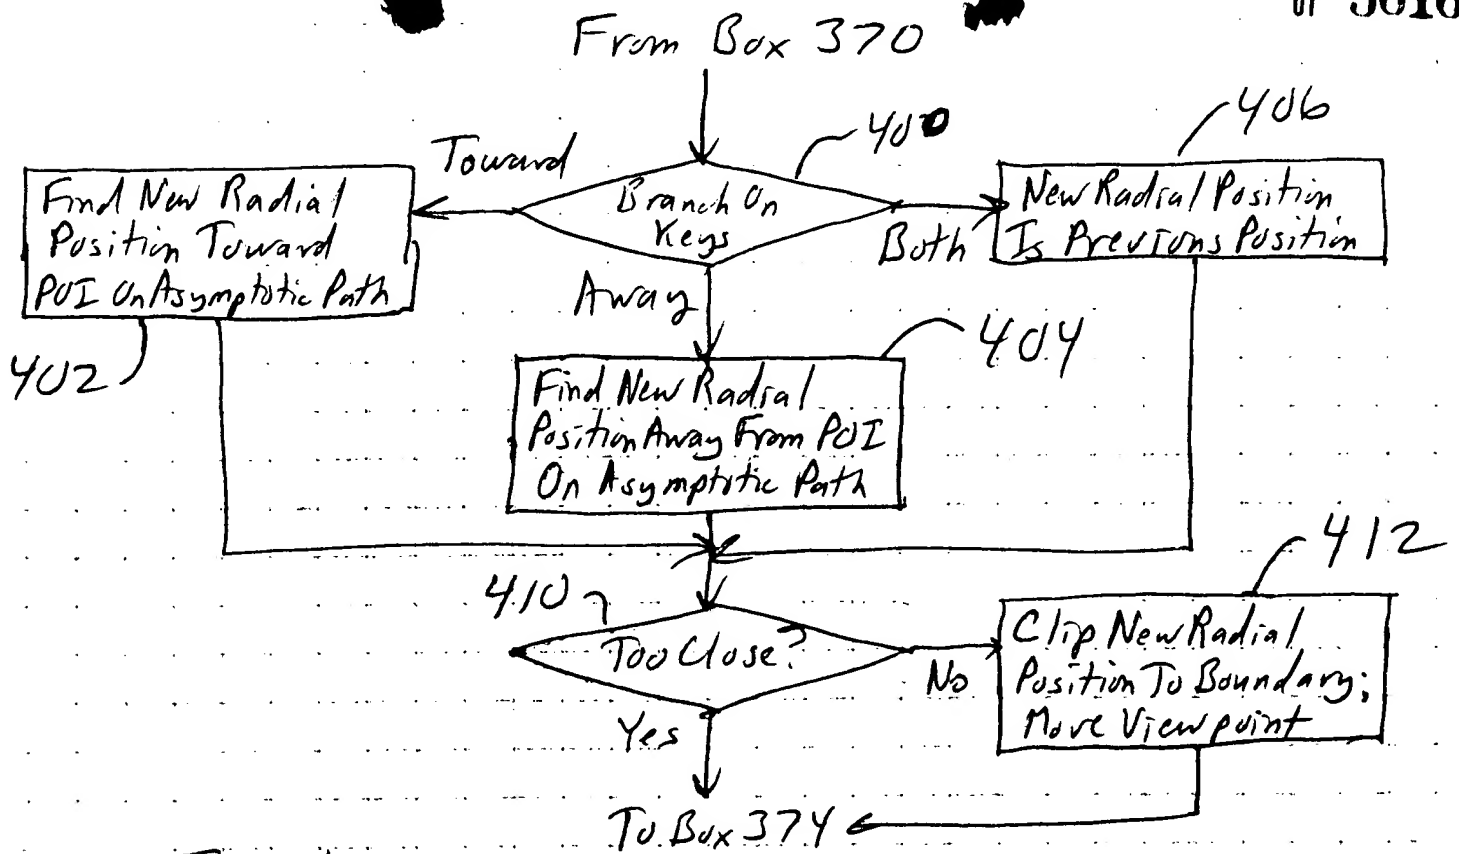 From Box 370
400
406
Toward
Branch On
Keys
Both
Away
Find New Radial
Position Toward
POI On Asymptotic Path
402
New Radial Position
Is Previous Position
404
Find New Radial
Position Away From POI
On Asymptotic Path
410
Too Close?
No
Yes
412
Clip New Radial
Position To Boundary;
Move Viewpoint
To Box 374